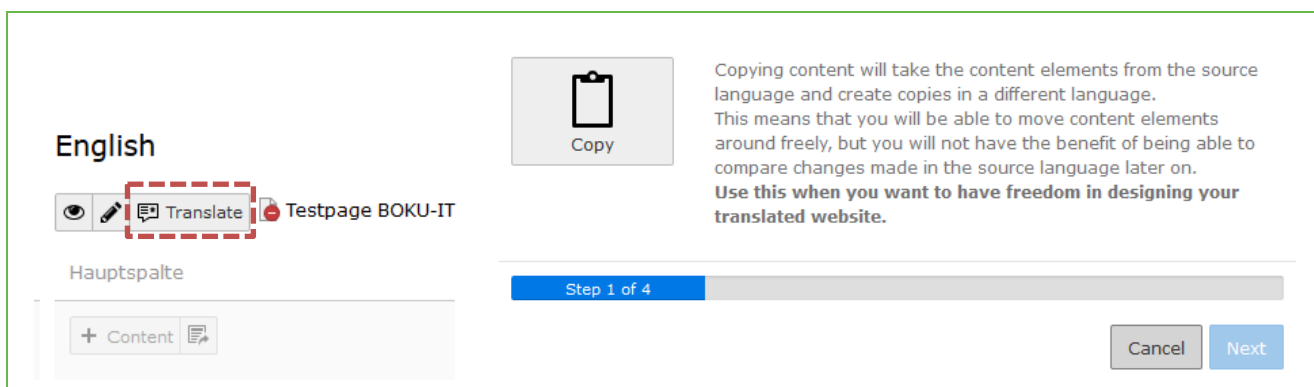 English
Translate
Testpage BOKU-IT
Hauptspalte
+ Content
Copy
Copying content will take the content elements from the source
language and create copies in a different language.
This means that you will be able to move content elements
around freely, but you will not have the benefit of being able to
compare changes made in the source language later on.
Use this when you want to have freedom in designing your
translated website.
Step 1 of 4
Cancel
Next